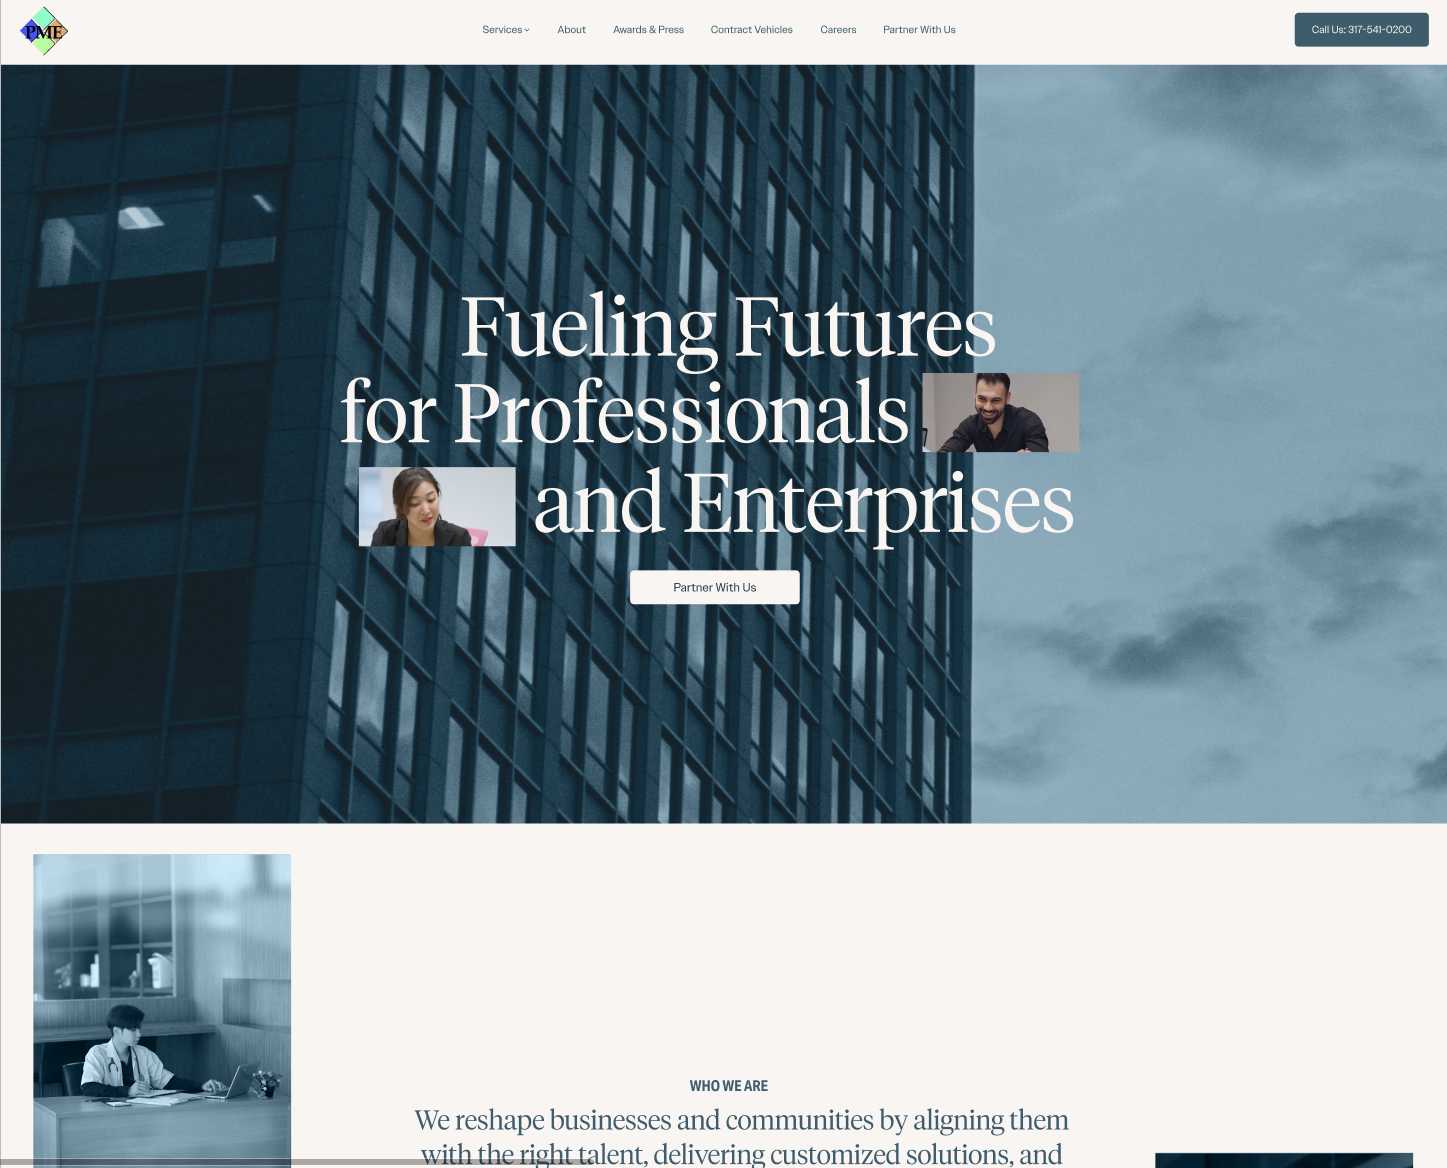 PME
Services
About
Awards & Press
Contract Vehicles
Careers
Partner With Us
Call Us: 317-541-0200
Fueling Futures
for Professionals
and Enterprises
Partner With Us
WHO WE ARE
We reshape businesses and communities by aligning them
with the right talent, delivering customized solutions, and